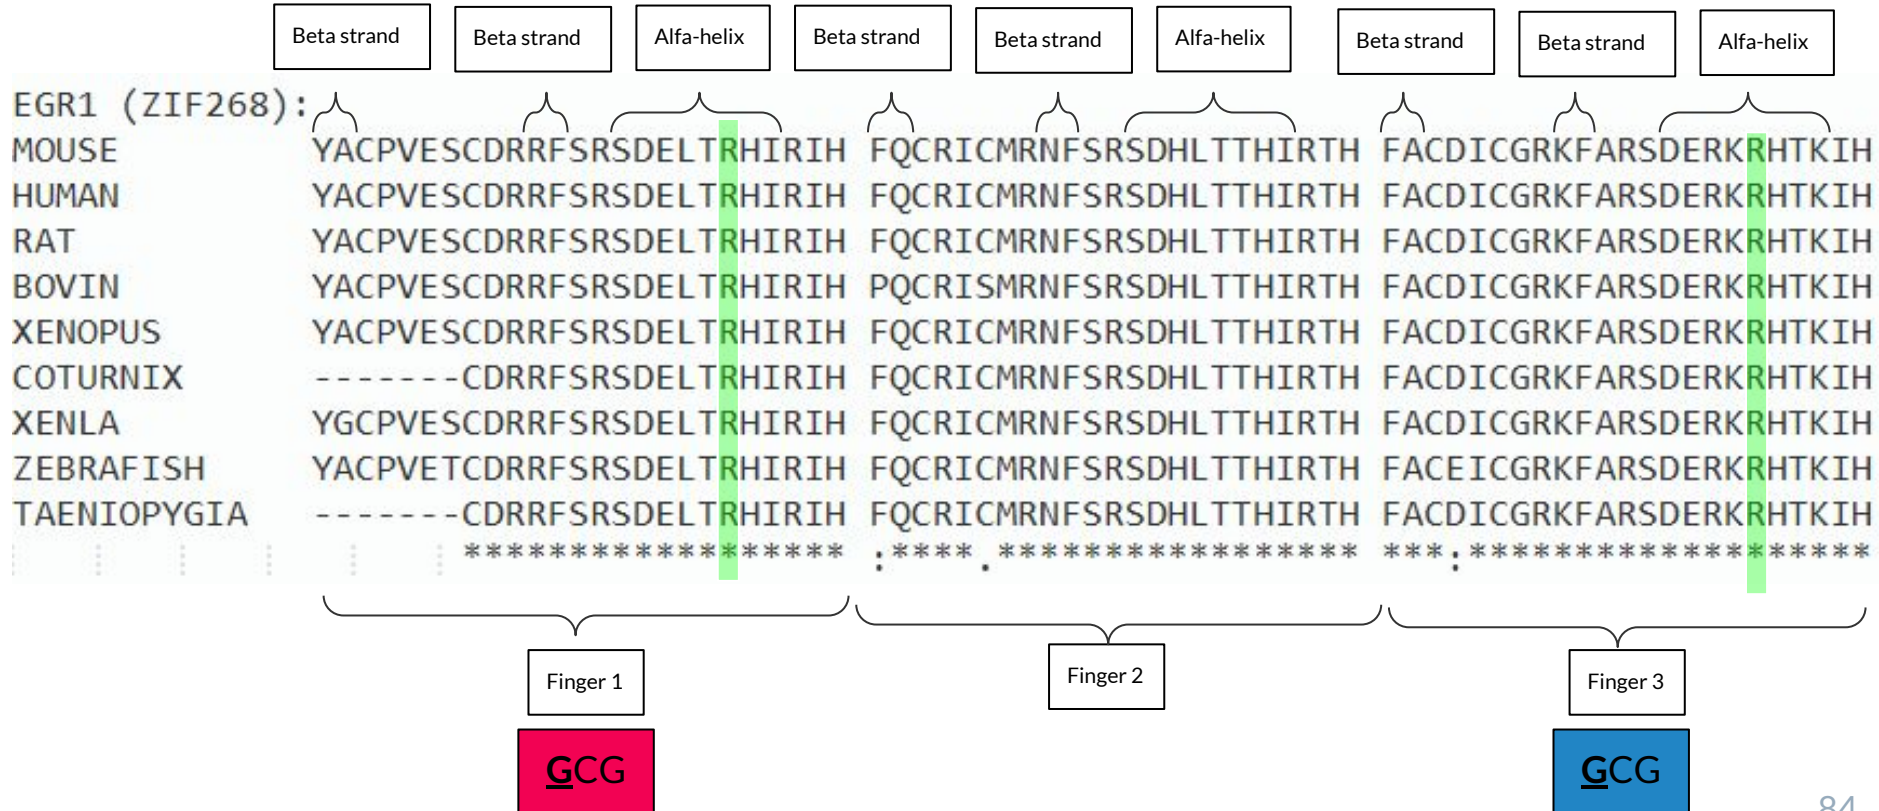 Beta strand Beta strand Alfa-helix Beta strand Beta strand Alfa-helix Beta strand Beta strand Alfa-helix
EGR1 (ZIF268):
MOUSE YACPVESCDRRFSRSDELTRHIRIH FQCRICMRNFSRSDHLTTHIRTH FACDICGRKFARSDERKRHTKIH
HUMAN YACPVESCDRRFSRSDELTRHIRIH FQCRICMRNFSRSDHLTTHIRTH FACDICGRKFARSDERKRHTKIH
RAT YACPVESCDRRFSRSDELTRHIRIH FQCRICMRNFSRSDHLTTHIRTH FACDICGRKFARSDERKRHTKIH
BOVIN YACPVESCDRRFSRSDELTRHIRIH PQCRISMRNFSRSDHLTTHIRTH FACDICGRKFARSDERKRHTKIH
XENOPUS YACPVESCDRRFSRSDELTRHIRIH FQCRICMRNFSRSDHLTTHIRTH FACDICGRKFARSDERKRHTKIH
COTURNIX -------CDRRFSRSDELTRHIRIH FQCRICMRNFSRSDHLTTHIRTH FACDICGRKFARSDERKRHTKIH
XENLA YGCPVESCDRRFSRSDELTRHIRIH FQCRICMRNFSRSDHLTTHIRTH FACDICGRKFARSDERKRHTKIH
ZEBRAFISH YACPVETCDRRFSRSDELTRHIRIH FQCRICMRNFSRSDHLTTHIRTH FACEICGRKFARSDERKRHTKIH
TAENIOPYGIA -------CDRRFSRSDELTRHIRIH FQCRICMRNFSRSDHLTTHIRTH FACDICGRKFARSDERKRHTKIH
****************** :****.***************** ***:*******************
Finger 1 Finger 2 Finger 3
GCG GCG
84